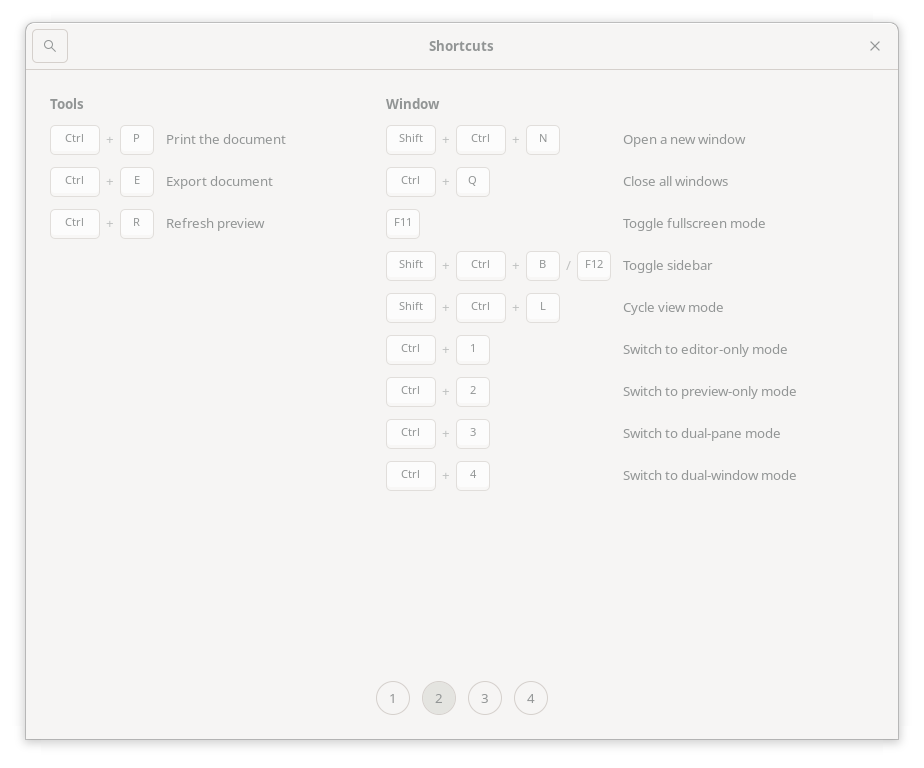 Shortcuts
Tools
Ctrl + P Print the document
Ctrl + E Export document
Ctrl + R Refresh preview
Window
Shift + Ctrl + N Open a new window
Ctrl + Q Close all windows
F11 Toggle fullscreen mode
Shift + Ctrl + B / F12 Toggle sidebar
Shift + Ctrl + L Cycle view mode
Ctrl + 1 Switch to editor-only mode
Ctrl + 2 Switch to preview-only mode
Ctrl + 3 Switch to dual-pane mode
Ctrl + 4 Switch to dual-window mode
1 2 3 4